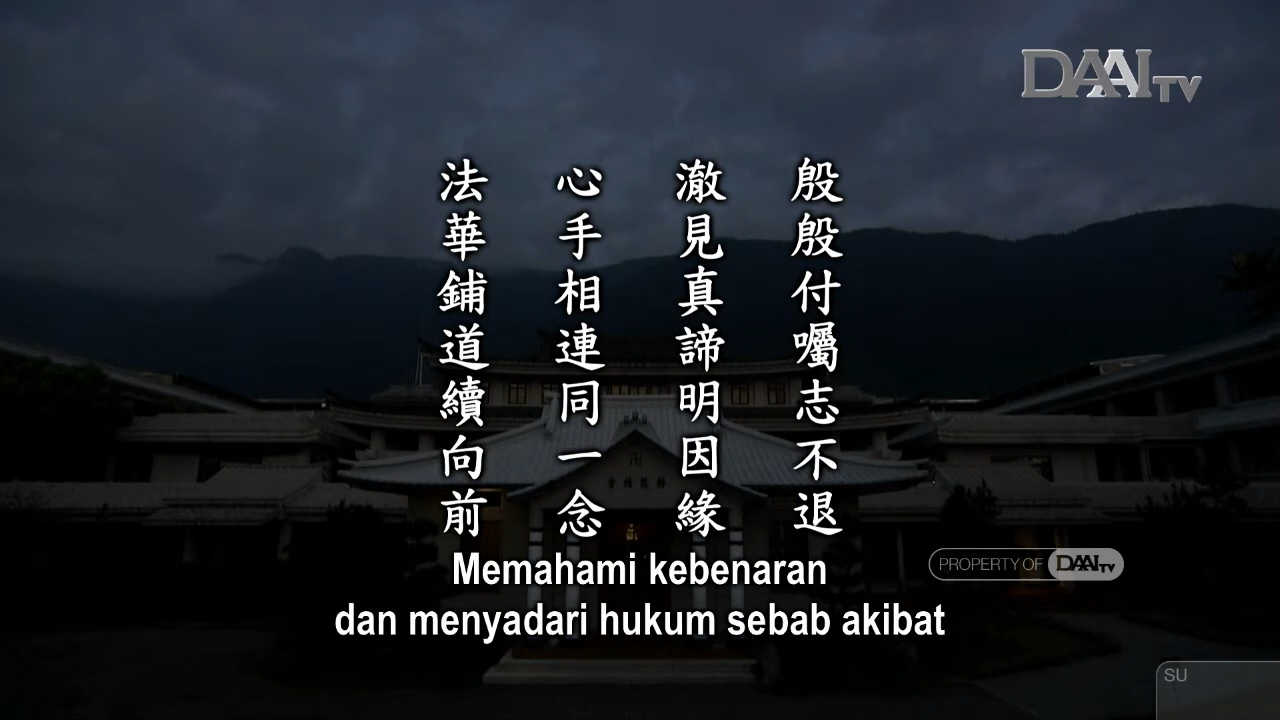 DAAI TV
殷殷付囑志不退
澈見真諦明因緣
心手相連同一念
法華鋪道續向前
Memahami kebenaran
dan menyadari hukum sebab akibat
PROPERTY OF DAAI TV
SU